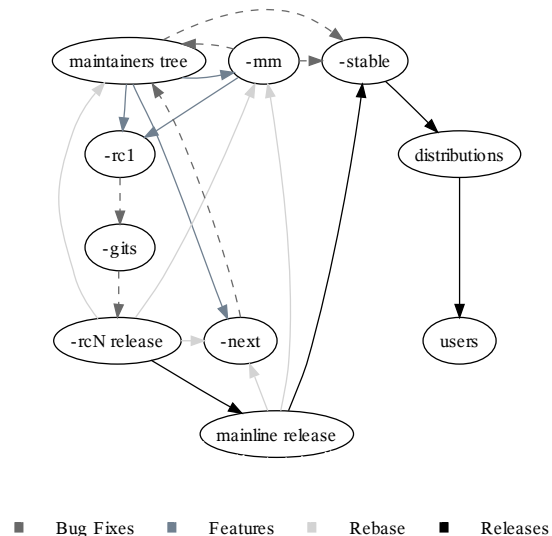 maintainers tree
-mm
-stable
-rc1
distributions
-gits
-rcN release
-next
users
mainline release
Bug Fixes
Features
Rebase
Releases